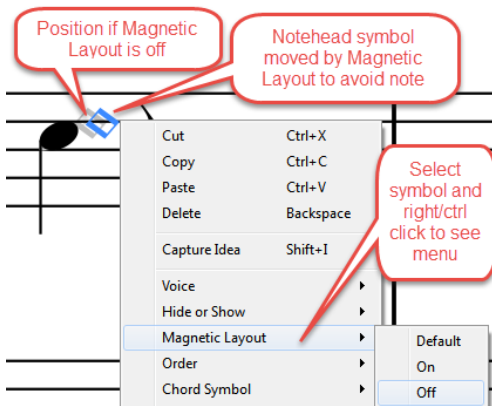 Position if Magnetic
Layout is off
Notehead symbol
moved by Magnetic
Layout to avoid note
Cut Ctrl+X
Copy Ctrl+C
Paste Ctrl+V
Delete Backspace
Capture Idea Shift+I
Select
symbol and
right/ctrl
click to see
menu
Voice
Hide or Show
Magnetic Layout
Order
Chord Symbol
Default
On
Off